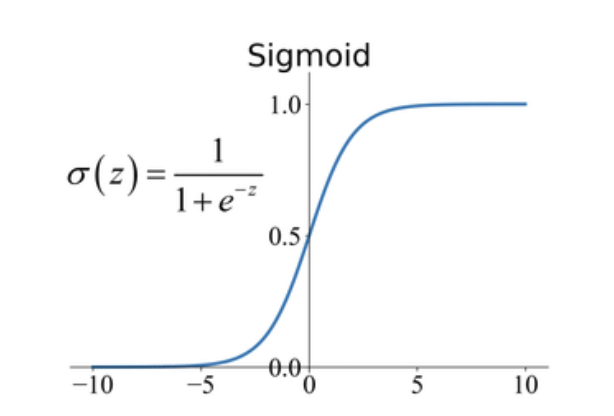 Sigmoid
1.0
σ(z) = 1 / (1 + e^{-z})
0.5
0.0
−10 −5 0 5 10